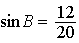 sin B = 12/20